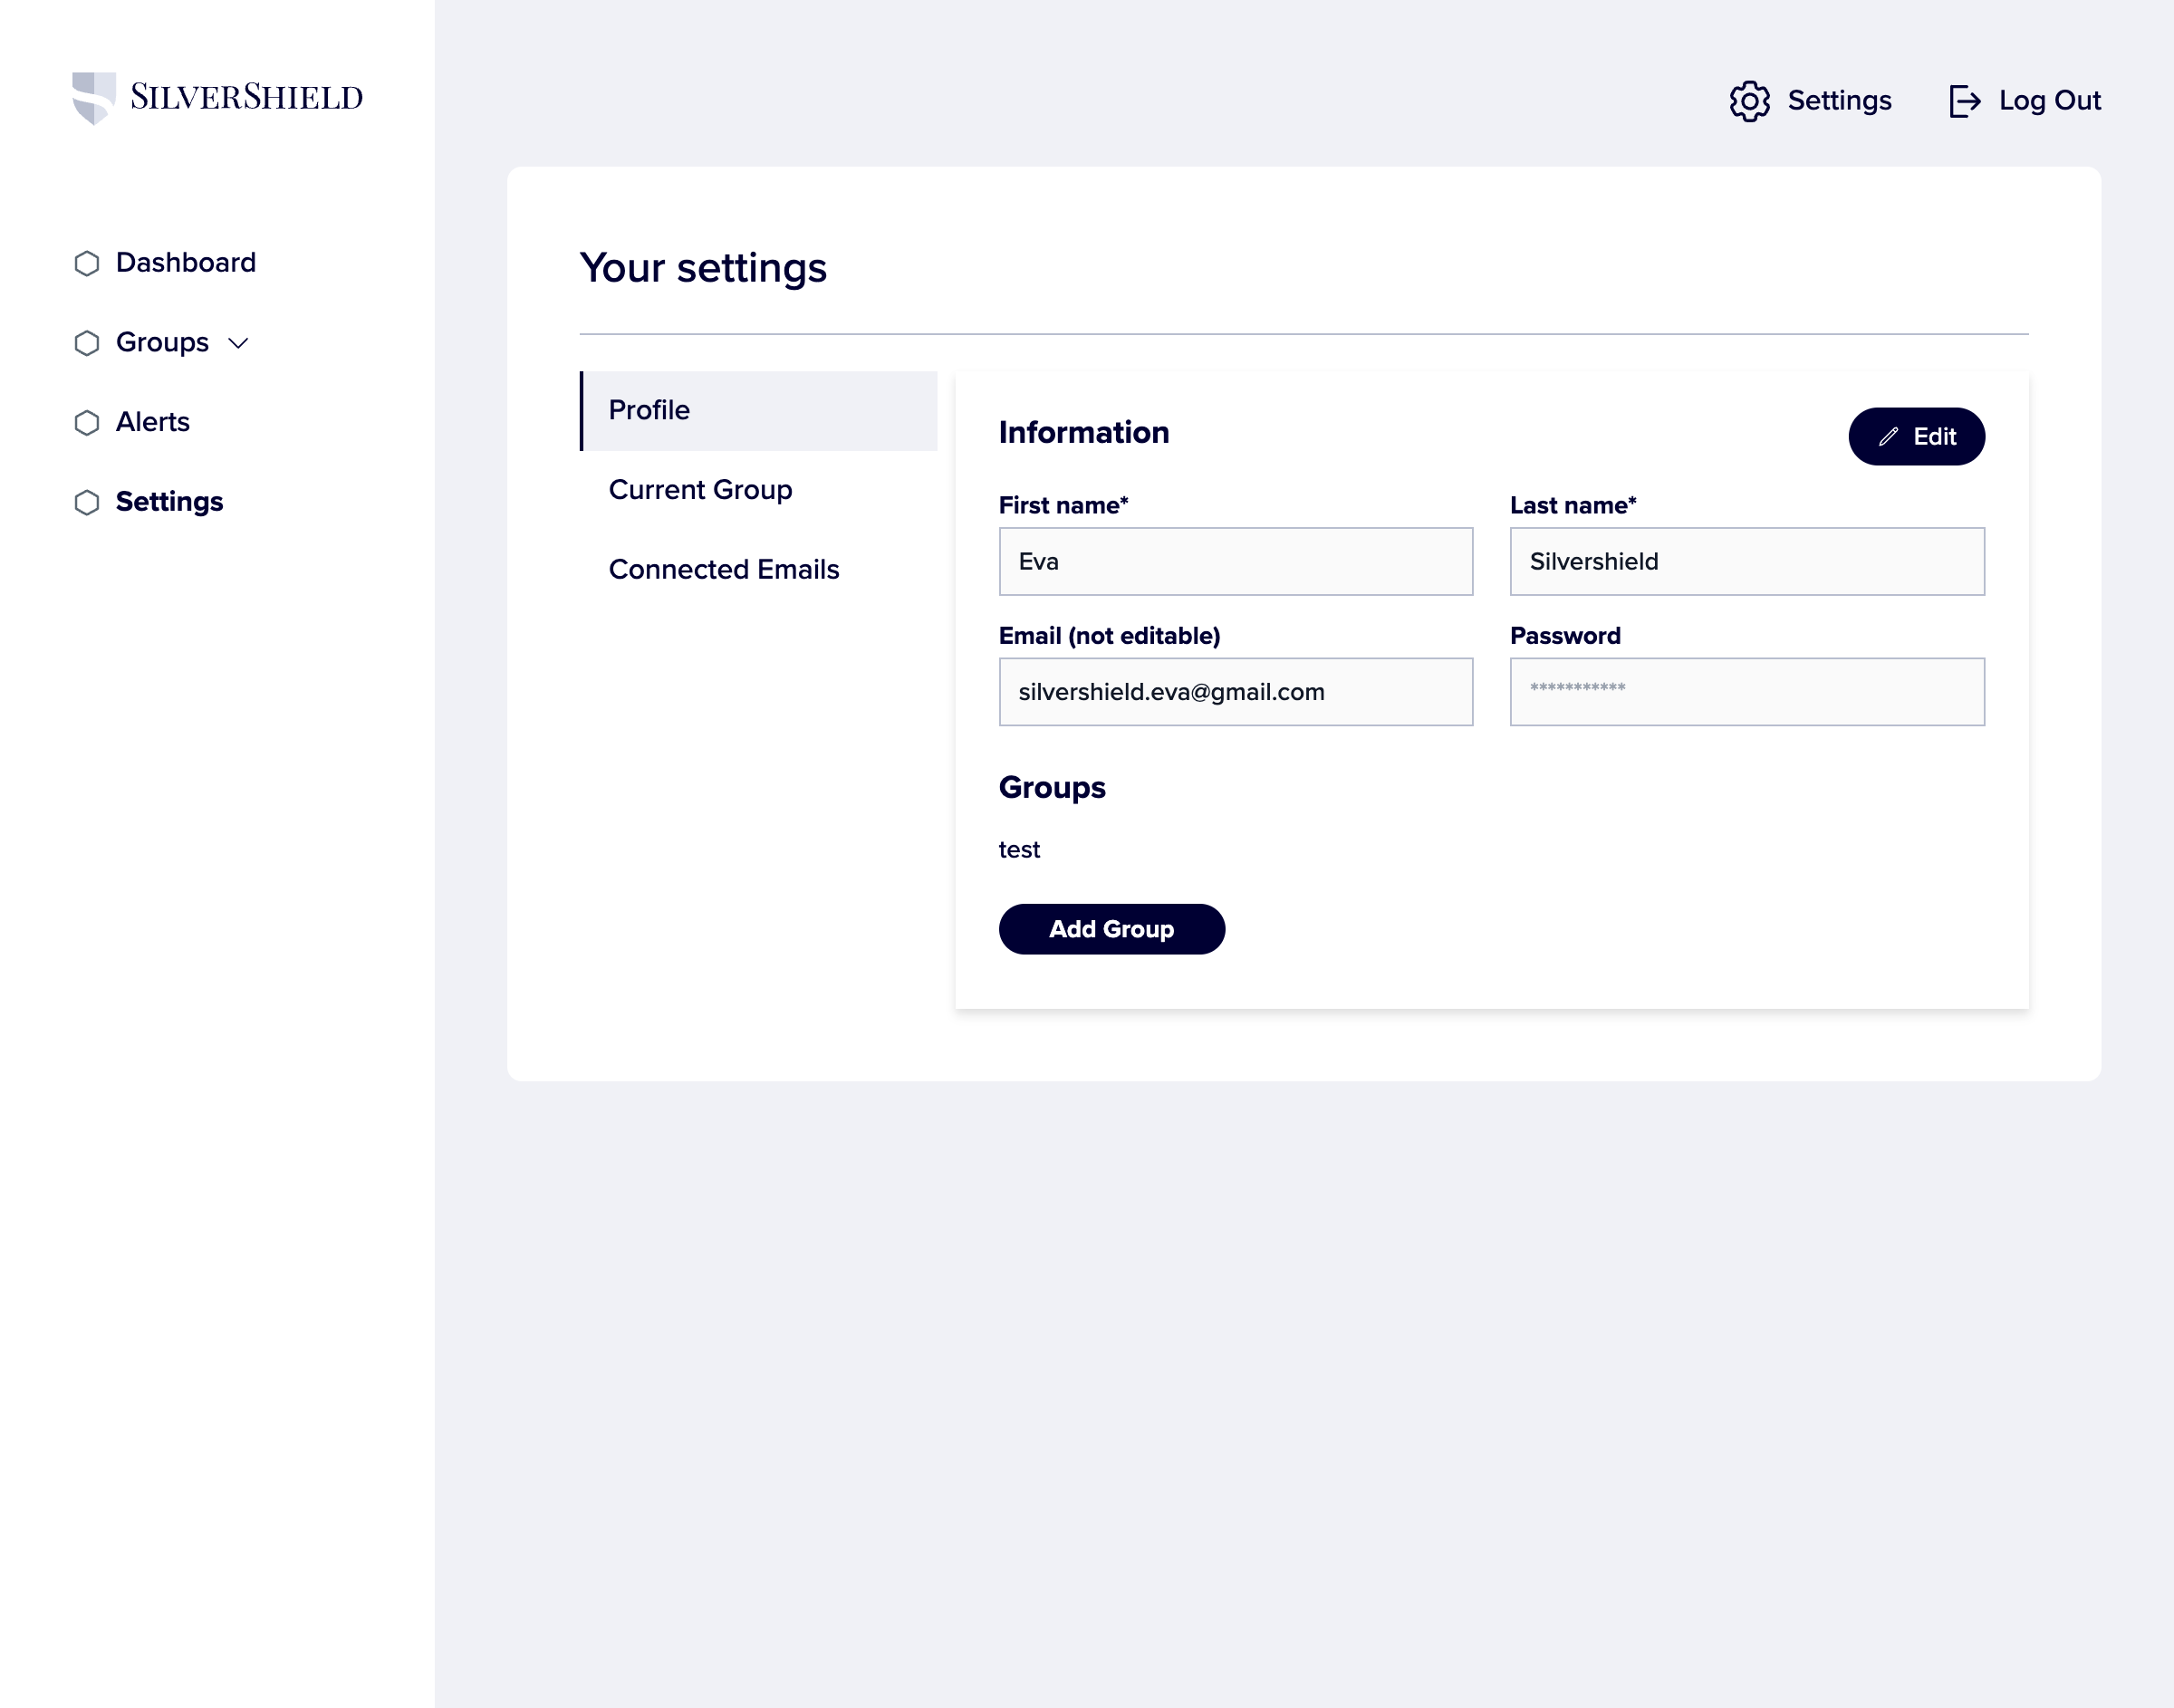 SILVERSHIELD
Settings
Log Out
Dashboard
Groups
Alerts
Settings
Your settings
Profile
Current Group
Connected Emails
Information
Edit
First name*
Last name*
Eva
Silvershield
Email (not editable)
Password
silvershield.eva@gmail.com
***********
Groups
test
Add Group